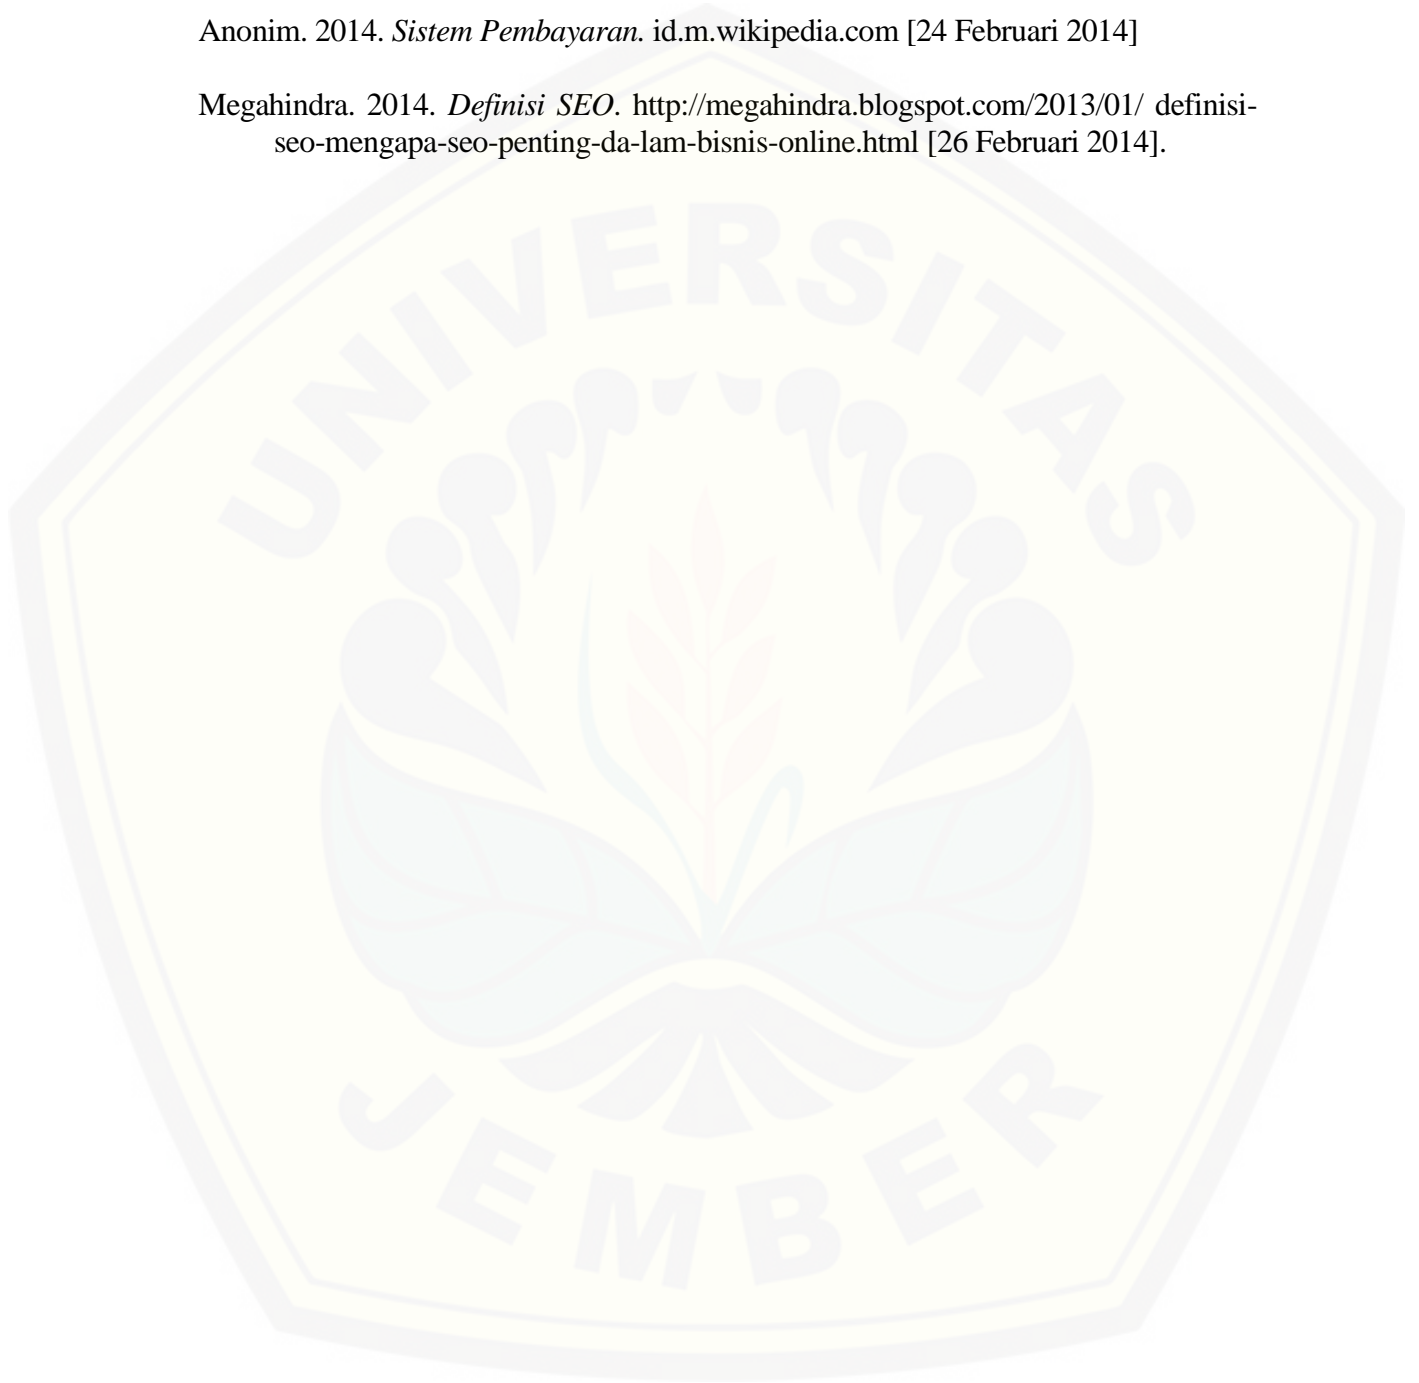 Anonim. 2014. Sistem Pembayaran. id.m.wikipedia.com [24 Februari 2014]
Megahindra. 2014. Definisi SEO. http://megahindra.blogspot.com/2013/01/ definisi-
seo-mengapa-seo-penting-da-lam-bisnis-online.html [26 Februari 2014].
UNIVERSITAS
JEMBER